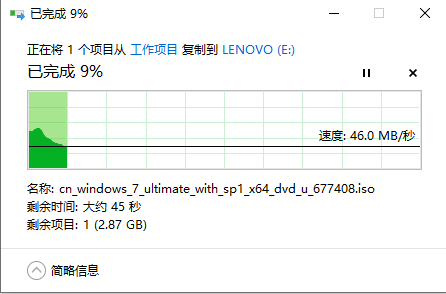 已完成 9%
正在将 1 个项目从 工作项目 复制到 LENOVO (E:)
已完成 9%
速度: 46.0 MB/秒
名称: cn_windows_7_ultimate_with_sp1_x64_dvd_u_677408.iso
剩余时间: 大约 45 秒
剩余项目: 1 (2.87 GB)
简略信息